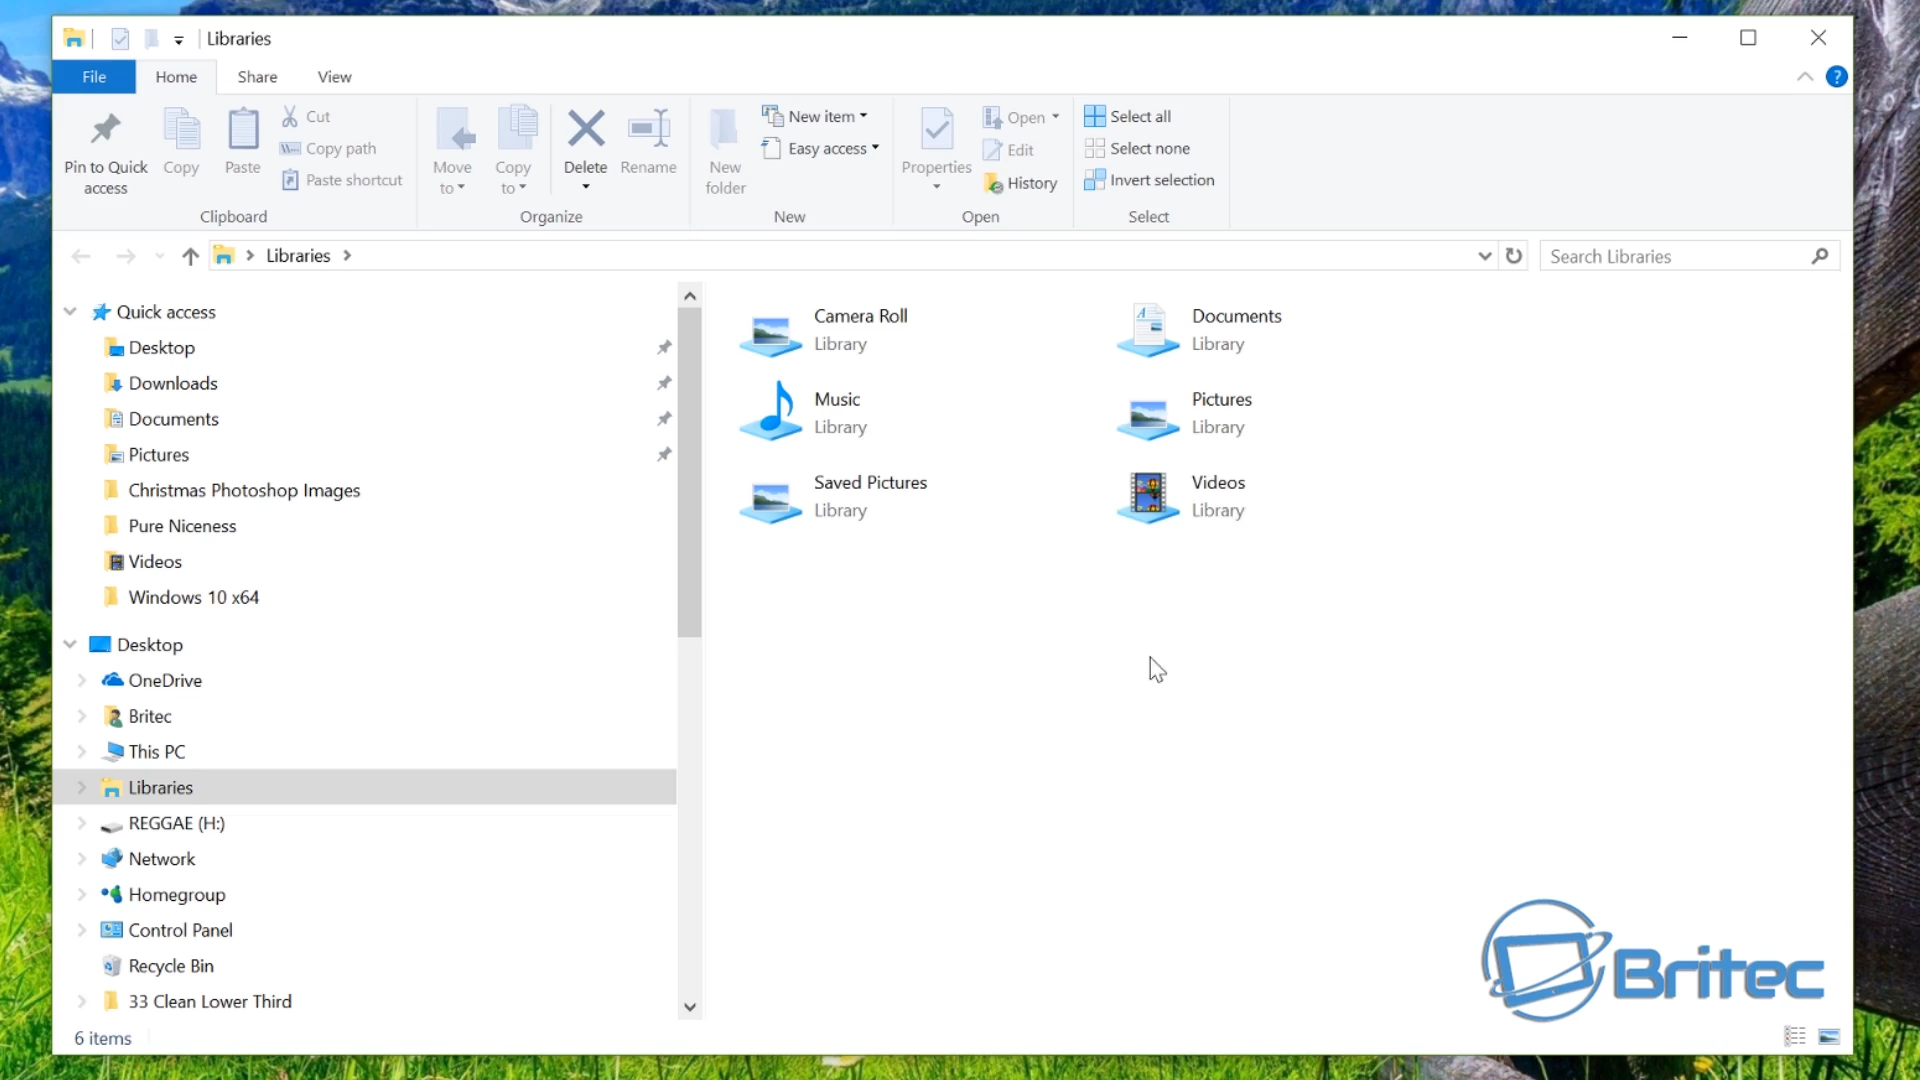 Libraries
File Home Share View
Pin to Quick access
Copy
Paste
Cut
Copy path
Paste shortcut
Clipboard
Move to
Copy to
Delete
Rename
Organize
New folder
New item
Easy access
New
Properties
Open
Edit
History
Open
Select all
Select none
Invert selection
Select
Libraries
Search Libraries
Quick access
Desktop
Downloads
Documents
Pictures
Christmas Photoshop Images
Pure Niceness
Videos
Windows 10 x64
Desktop
OneDrive
Britec
This PC
Libraries
REGGAE (H:)
Network
Homegroup
Control Panel
Recycle Bin
33 Clean Lower Third
Camera Roll
Library
Documents
Library
Music
Library
Pictures
Library
Saved Pictures
Library
Videos
Library
Britec
6 items